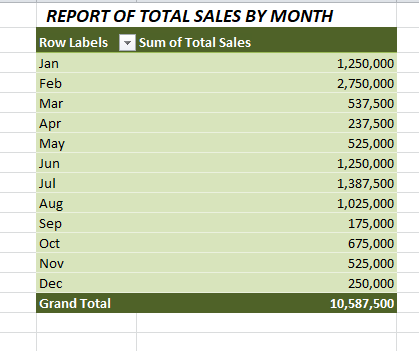 REPORT OF TOTAL SALES BY MONTH
Row Labels Sum of Total Sales
Jan 1,250,000
Feb 2,750,000
Mar 537,500
Apr 237,500
May 525,000
Jun 1,250,000
Jul 1,387,500
Aug 1,025,000
Sep 175,000
Oct 675,000
Nov 525,000
Dec 250,000
Grand Total 10,587,500